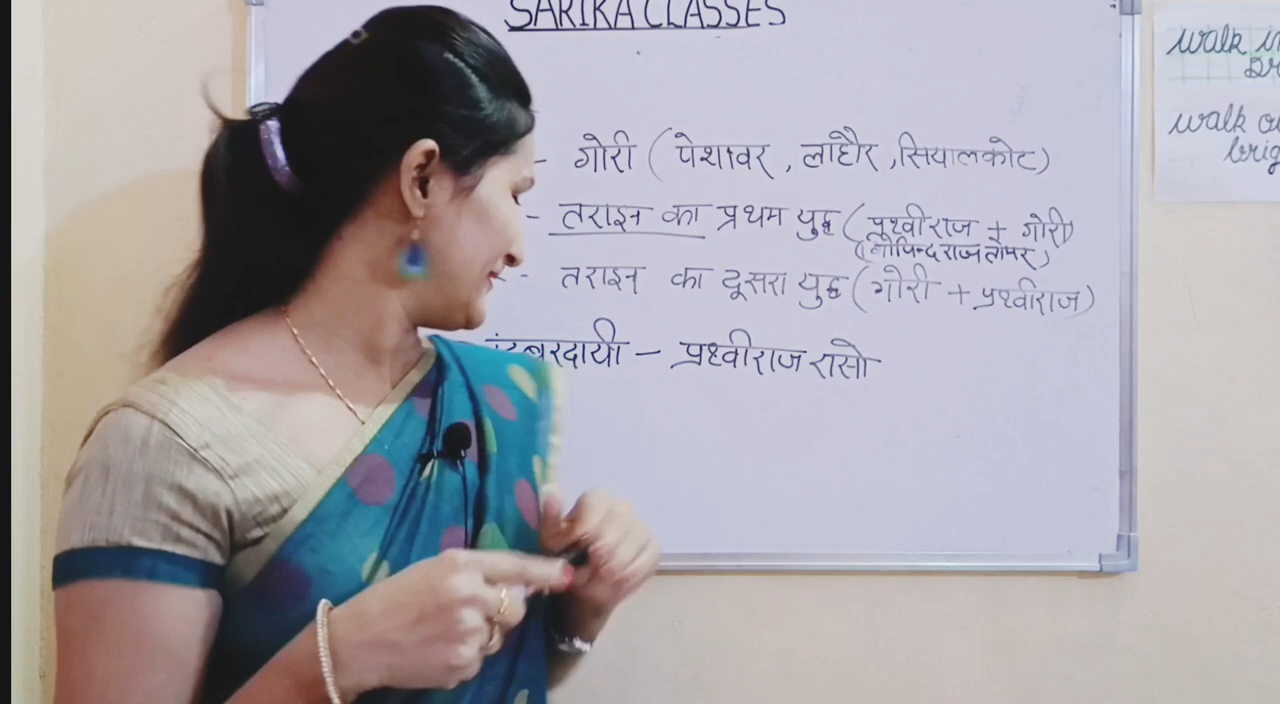 SARIKA CLASSES
- गोरी ( पेशावर , लाहौर , सियालकोट )
- तराइन का प्रथम युद्ध ( पृथ्वीराज + गोरी
( गोविन्दराज तोमर )
- तराइन का दूसरा युद्ध ( गोरी + पृथ्वीराज )
बरदायी - पृथ्वीराज रासो
walk
walk